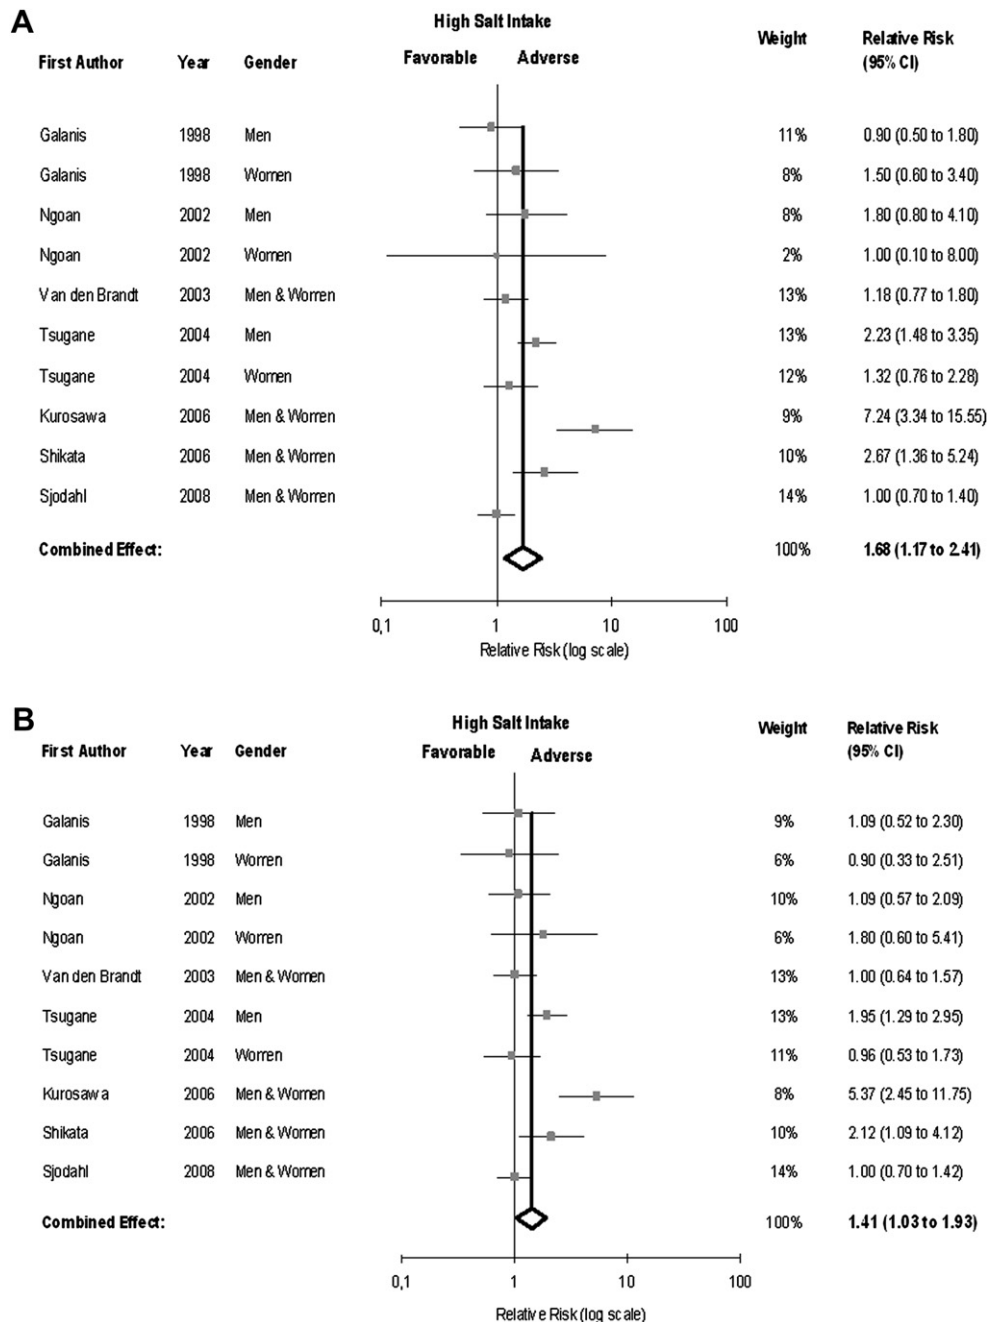 A
High Salt Intake
First Author Year Gender Favorable Adverse Weight Relative Risk (95% CI)
Galanis 1998 Men 11% 0.90 (0.50 to 1.80)
Galanis 1998 Women 8% 1.50 (0.60 to 3.40)
Ngoan 2002 Men 8% 1.80 (0.80 to 4.10)
Ngoan 2002 Women 2% 1.00 (0.10 to 8.00)
Van den Brandt 2003 Men & Women 13% 1.18 (0.77 to 1.80)
Tsugane 2004 Men 13% 2.23 (1.48 to 3.35)
Tsugane 2004 Women 12% 1.32 (0.76 to 2.28)
Kurosawa 2006 Men & Women 9% 7.24 (3.34 to 15.55)
Shikata 2006 Men & Women 10% 2.67 (1.36 to 5.24)
Sjodahl 2008 Men & Women 14% 1.00 (0.70 to 1.40)
Combined Effect: 100% 1.68 (1.17 to 2.41)
0,1 1 10 100
Relative Risk (log scale)
B
High Salt Intake
First Author Year Gender Favorable Adverse Weight Relative Risk (95% CI)
Galanis 1998 Men 9% 1.09 (0.52 to 2.30)
Galanis 1998 Women 6% 0.90 (0.33 to 2.51)
Ngoan 2002 Men 10% 1.09 (0.57 to 2.09)
Ngoan 2002 Women 6% 1.80 (0.60 to 5.41)
Van den Brandt 2003 Men & Women 13% 1.00 (0.64 to 1.57)
Tsugane 2004 Men 13% 1.95 (1.29 to 2.95)
Tsugane 2004 Women 11% 0.96 (0.53 to 1.73)
Kurosawa 2006 Men & Women 8% 5.37 (2.45 to 11.75)
Shikata 2006 Men & Women 10% 2.12 (1.09 to 4.12)
Sjodahl 2008 Men & Women 14% 1.00 (0.70 to 1.42)
Combined Effect: 100% 1.41 (1.03 to 1.93)
0,1 1 10 100
Relative Risk (log scale)